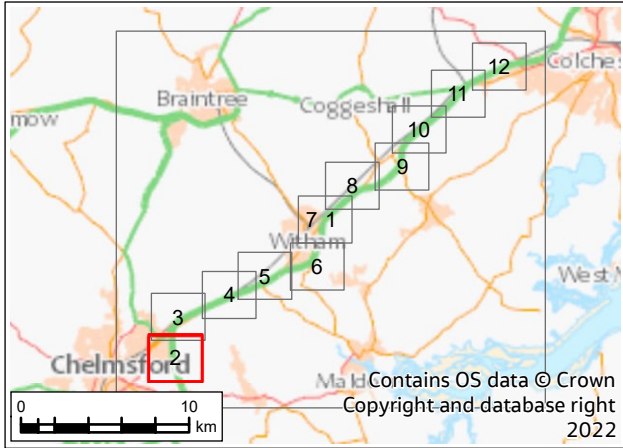 12
Colches
11
Braintree
mow
Coggeshall
10
9
8
7
1
Witham
6
5
West M
4
3
2
Chelmsford
Maldo
Contains OS data © Crown
Copyright and database right
2022
0 10
km